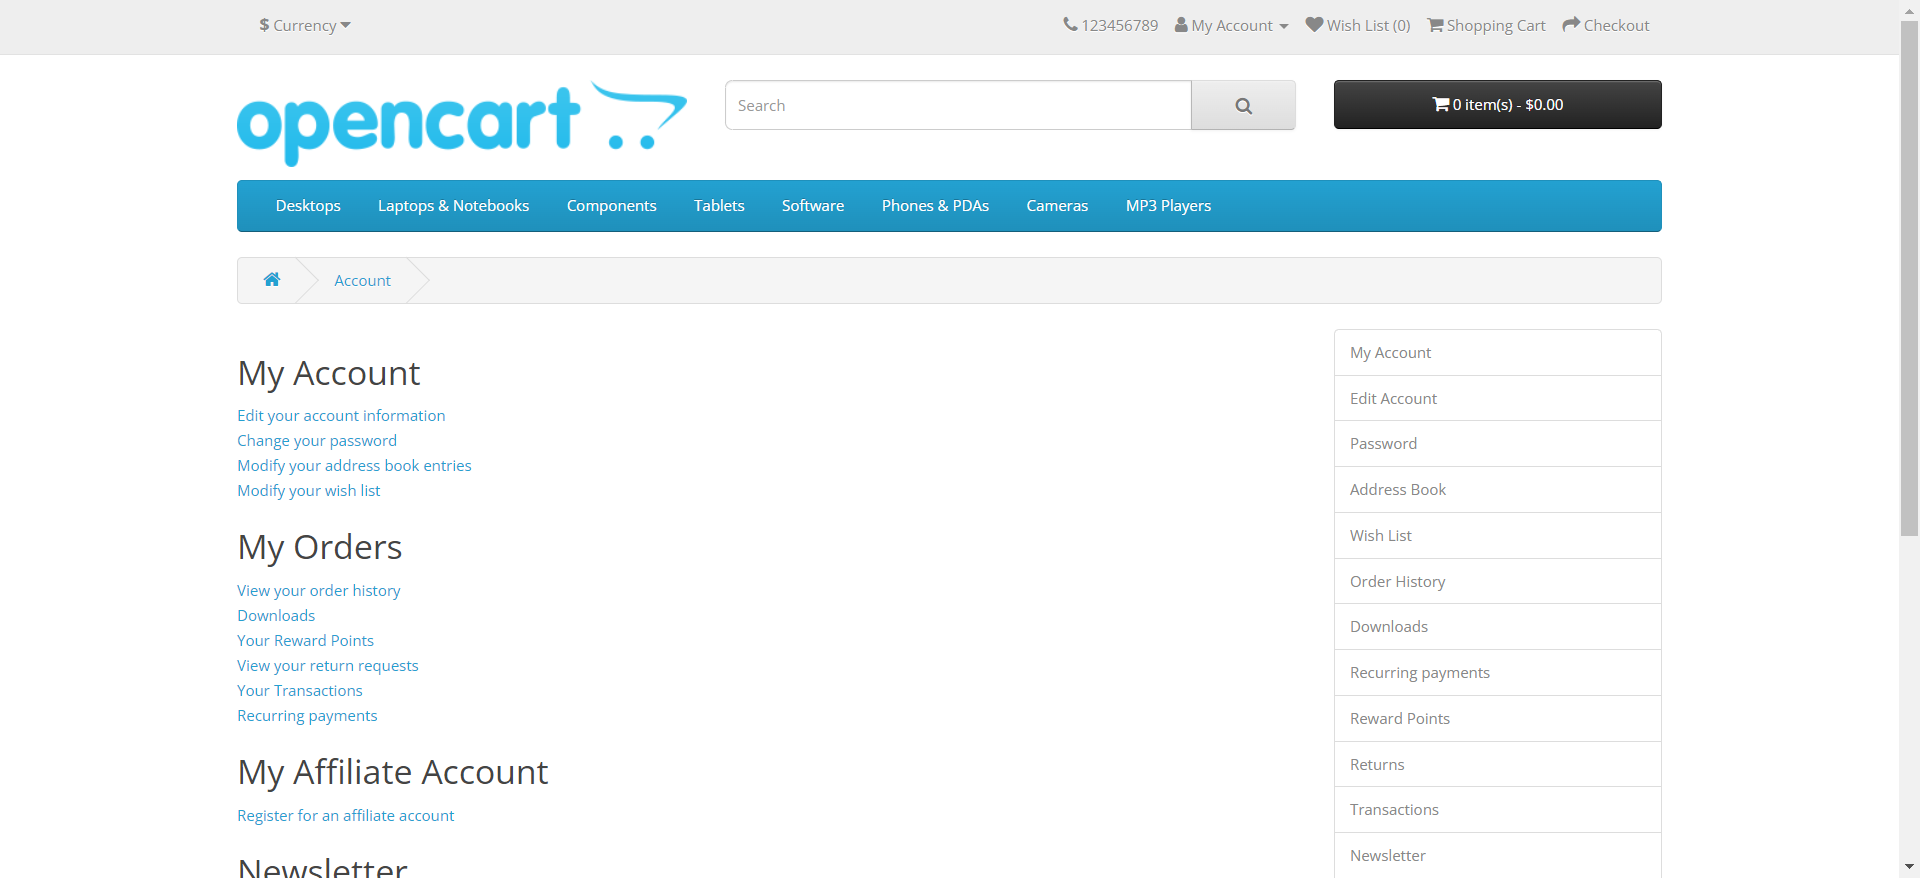 $ Currency
123456789 My Account Wish List (0) Shopping Cart Checkout
opencart
Search
0 item(s) - $0.00
Desktops Laptops & Notebooks Components Tablets Software Phones & PDAs Cameras MP3 Players
Account
My Account
Edit your account information
Change your password
Modify your address book entries
Modify your wish list
My Orders
View your order history
Downloads
Your Reward Points
View your return requests
Your Transactions
Recurring payments
My Affiliate Account
Register for an affiliate account
Newsletter
My Account
Edit Account
Password
Address Book
Wish List
Order History
Downloads
Recurring payments
Reward Points
Returns
Transactions
Newsletter